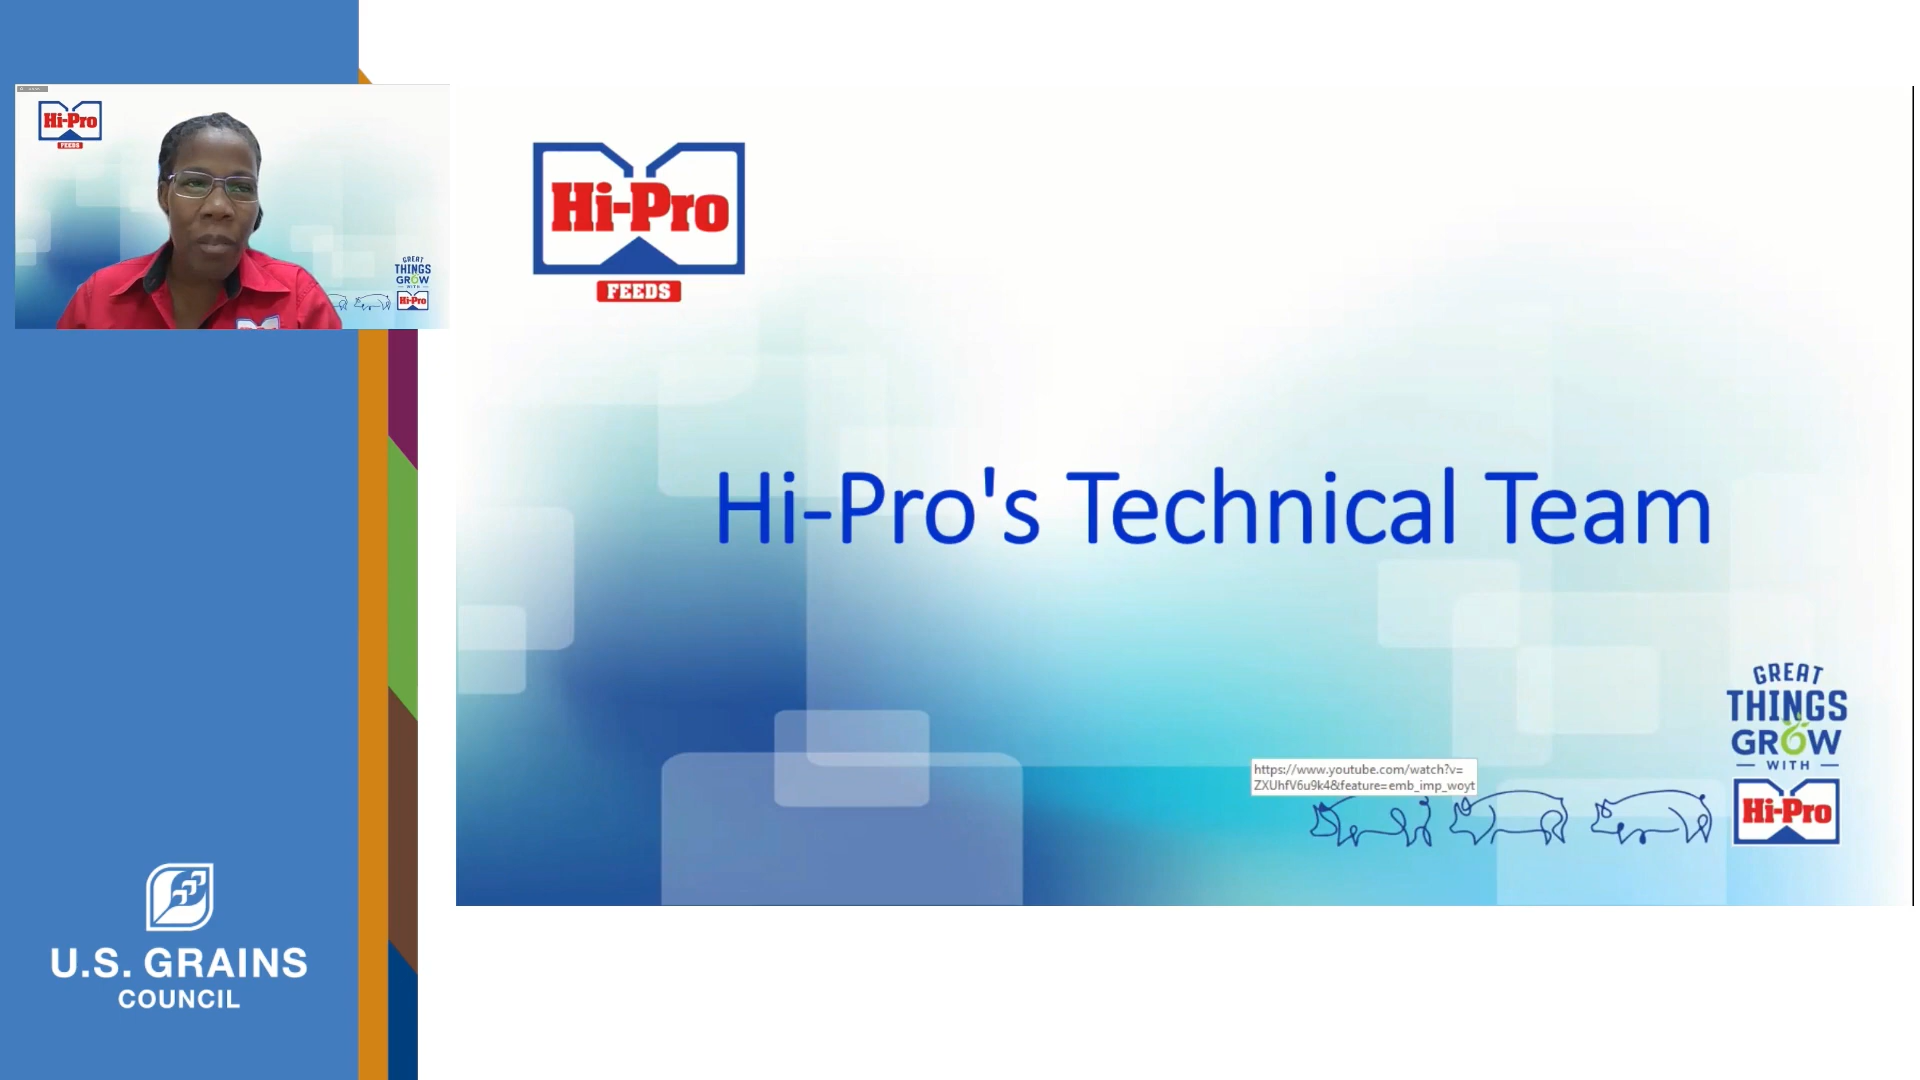 Hi-Pro
FEEDS
GREAT
THINGS
GROW
WITH
Hi-Pro
Hi-Pro
FEEDS
Hi-Pro's Technical Team
https://www.youtube.com/watch?v=
ZXUhfV6u9k4&feature=emb_imp_woyt
GREAT
THINGS
GROW
— WITH —
Hi-Pro
U.S. GRAINS
COUNCIL